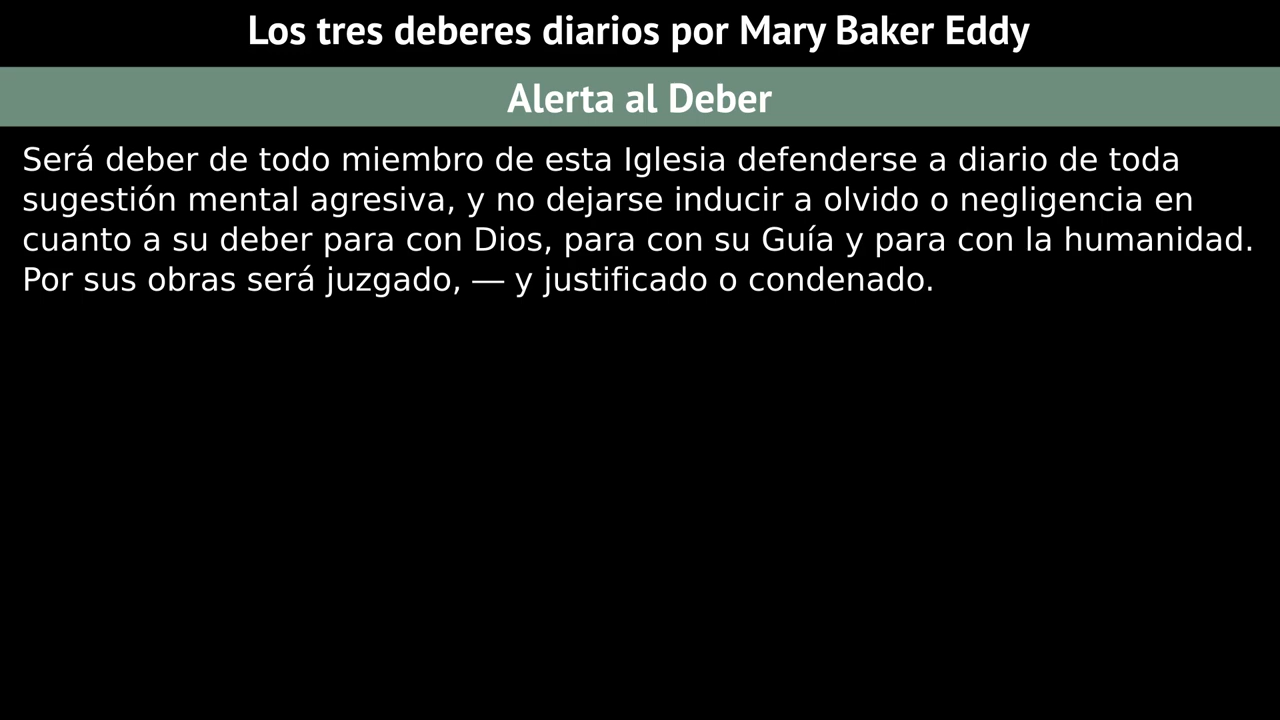 Los tres deberes diarios por Mary Baker Eddy
Alerta al Deber
Será deber de todo miembro de esta Iglesia defenderse a diario de toda
sugestión mental agresiva, y no dejarse inducir a olvido o negligencia en
cuanto a su deber para con Dios, para con su Guía y para con la humanidad.
Por sus obras será juzgado, — y justificado o condenado.